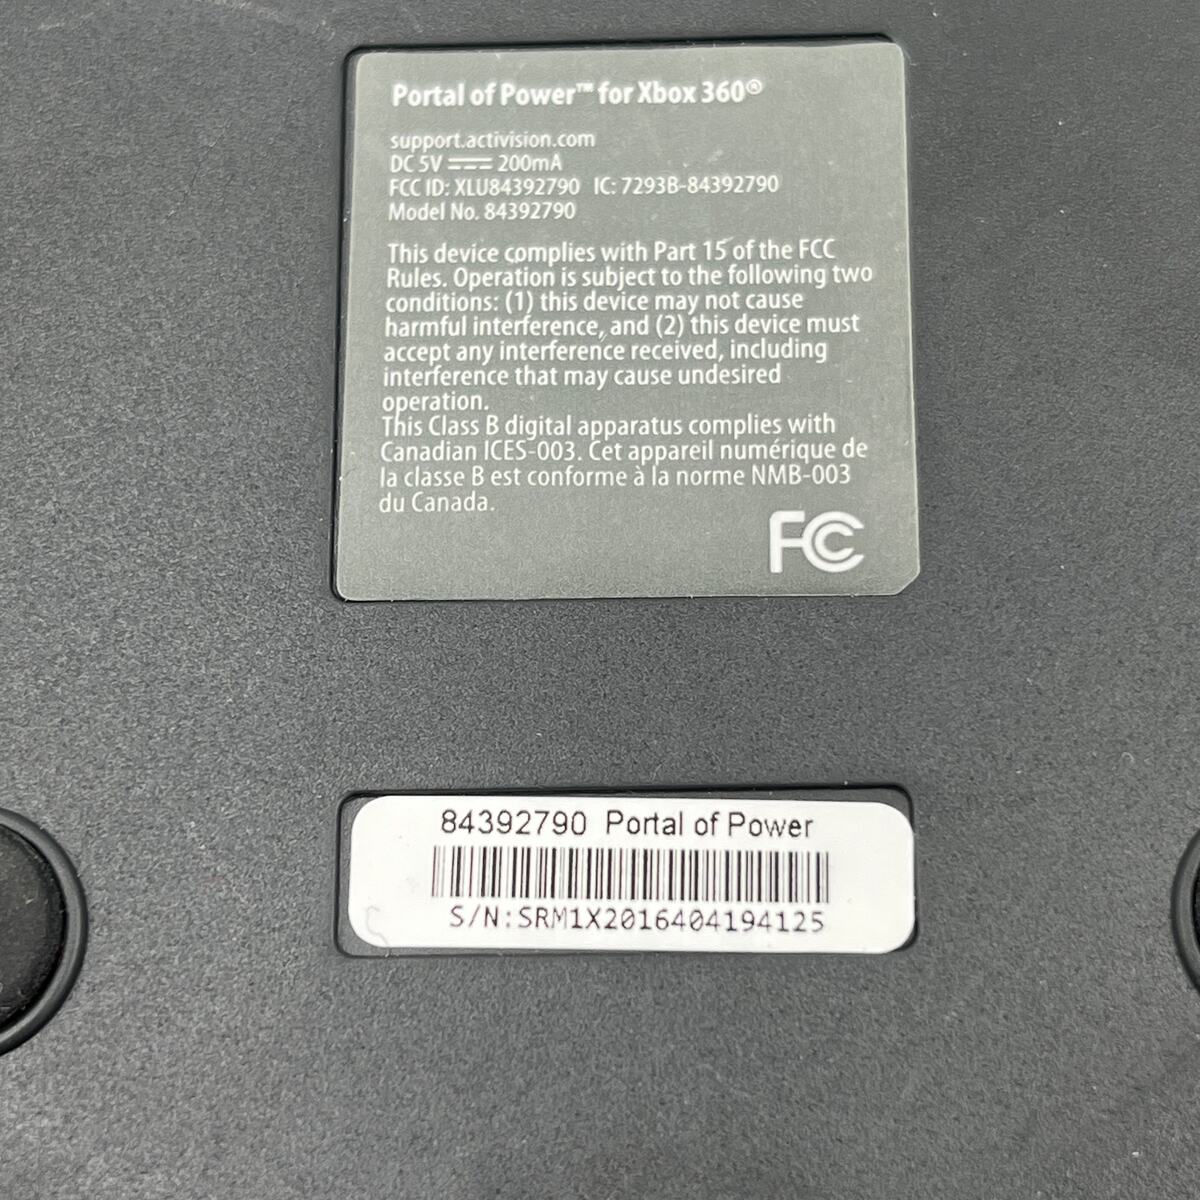 Portal of Power™ for Xbox 360®
support.activision.com
DC 5V ⎓ 200mA
FCC ID: XLU84392790 IC: 7293B-84392790
Model No. 84392790
This device complies with Part 15 of the FCC
Rules. Operation is subject to the following two
conditions: (1) this device may not cause
harmful interference, and (2) this device must
accept any interference received, including
interference that may cause undesired
operation.
This Class B digital apparatus complies with
Canadian ICES-003. Cet appareil numérique de
la classe B est conforme à la norme NMB-003
du Canada.
FC
84392790 Portal of Power
S/N:SRM1X2016404194125